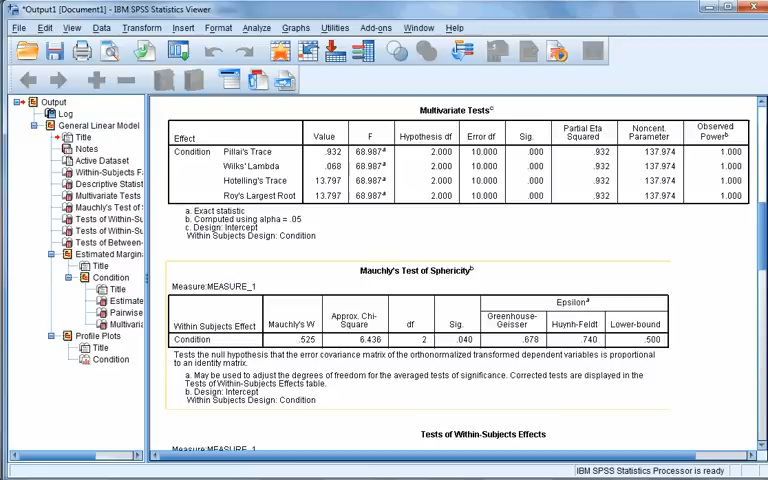 *Output1 [Document1] - IBM SPSS Statistics Viewer
File Edit View Data Transform Insert Format Analyze Graphs Utilities Add-ons Window Help
Output
Log
General Linear Model
Title
Notes
Active Dataset
Within-Subjects F
Descriptive Statist
Multivariate Tests
Mauchly's Test of
Tests of Within-Su
Tests of Within-Su
Tests of Between-
Estimated Margina
Title
Condition
Title
Estimate
Pairwise
Multivaria
Profile Plots
Title
Condition
Multivariate Tests^c
Effect Value F Hypothesis df Error df Sig. Partial Eta Squared Noncent. Parameter Observed Power^b
Condition Pillai's Trace .932 68.987^a 2.000 10.000 .000 .932 137.974 1.000
Wilks' Lambda .068 68.987^a 2.000 10.000 .000 .932 137.974 1.000
Hotelling's Trace 13.797 68.987^a 2.000 10.000 .000 .932 137.974 1.000
Roy's Largest Root 13.797 68.987^a 2.000 10.000 .000 .932 137.974 1.000
a. Exact statistic
b. Computed using alpha = .05
c. Design: Intercept
Within Subjects Design: Condition
Mauchly's Test of Sphericity^b
Measure:MEASURE_1
Within Subjects Effect Mauchly's W Approx. Chi-Square df Sig. Epsilon^a
Greenhouse-Geisser Huynh-Feldt Lower-bound
Condition .525 6.436 2 .040 .678 .740 .500
Tests the null hypothesis that the error covariance matrix of the orthonormalized transformed dependent variables is proportional
to an identity matrix.
a. May be used to adjust the degrees of freedom for the averaged tests of significance. Corrected tests are displayed in the
Tests of Within-Subjects Effects table.
b. Design: Intercept
Within Subjects Design: Condition
Tests of Within-Subjects Effects
Measure:MEASURE_1
IBM SPSS Statistics Processor is ready